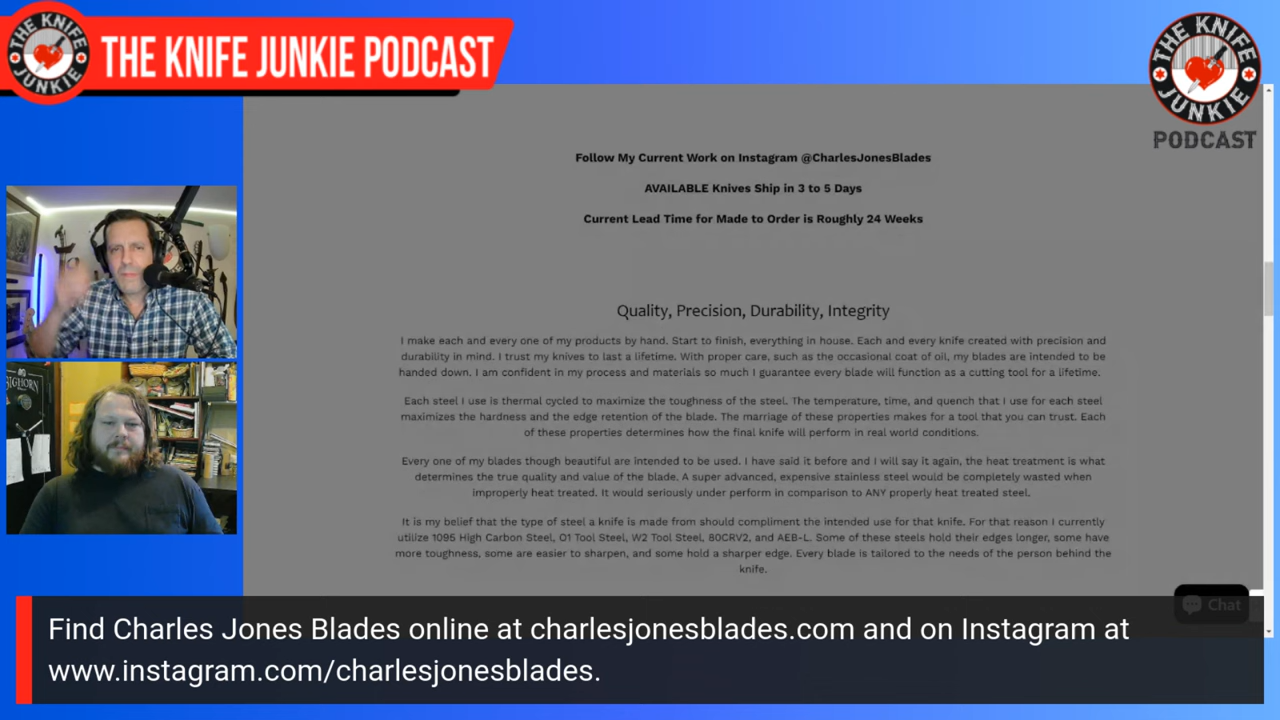 THE KNIFE JUNKIE
THE KNIFE JUNKIE PODCAST
THE KNIFE JUNKIE
PODCAST
Follow My Current Work on Instagram @CharlesJonesBlades
AVAILABLE Knives Ship in 3 to 5 Days
Current Lead Time for Made to Order is Roughly 24 Weeks
Quality, Precision, Durability, Integrity
I make each and every one of my products by hand. Start to finish, everything in house. Each and every knife created with precision and
durability in mind. I trust my knives to last a lifetime. With proper care, such as the occasional coat of oil, my blades are intended to be
handed down. I am confident in my process and materials so much I guarantee every blade will function as a cutting tool for a lifetime.
Each steel I use is thermal cycled to maximize the toughness of the steel. The temperature, time, and quench that I use for each steel
maximizes the hardness and the edge retention of the blade. The marriage of these properties makes for a tool that you can trust. Each
of these properties determines how the final knife will perform in real world conditions.
Every one of my blades though beautiful are intended to be used. I have said it before and I will say it again, the heat treatment is what
determines the true quality and value of the blade. A super advanced, expensive stainless steel would be completely wasted when
improperly heat treated. It would seriously under perform in comparison to ANY properly heat treated steel.
It is my belief that the type of steel a knife is made from should compliment the intended use for that knife. For that reason I currently
utilize 1095 High Carbon Steel, O1 Tool Steel, W2 Tool Steel, 80CRV2, and AEB-L. Some of these steels hold their edges longer, some have
more toughness, some are easier to sharpen, and some hold a sharper edge. Every blade is tailored to the needs of the person behind the
knife.
Chat
Find Charles Jones Blades online at charlesjonesblades.com and on Instagram at
www.instagram.com/charlesjonesblades.